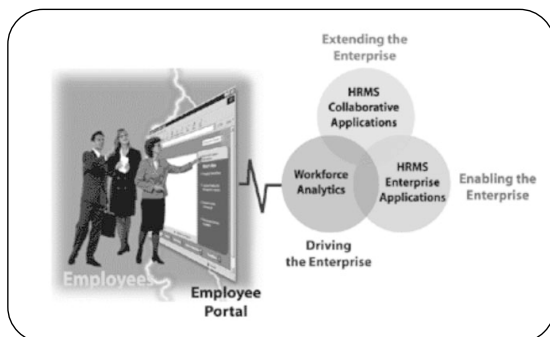 Extending the
Enterprise
HRMS
Collaborative
Applications
Workforce
Analytics
HRMS
Enterprise
Applications
Enabling the
Enterprise
Driving
the Enterprise
Employees
Employee
Portal